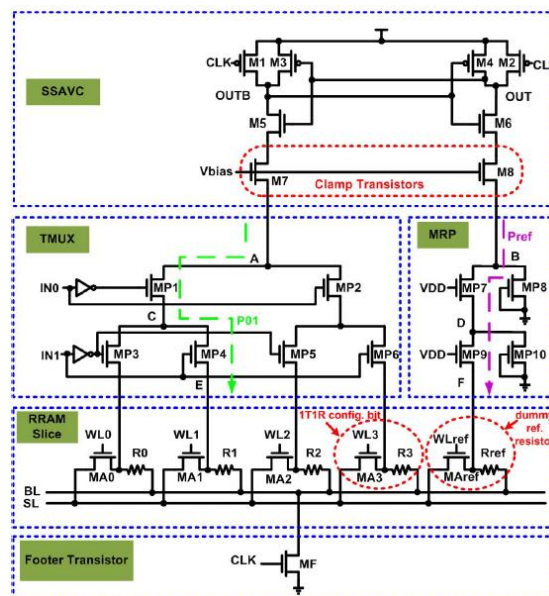 SSAVC
CLK M1 M3 M4 M2 CL
OUTB OUT
M5 M6
Vbias M7 M8
Clamp Transistors
TMUX MRP
A Pref B
IN0 MP1 MP2 VDD MP7 MP8
C P01 D
IN1 MP3 MP4 MP5 MP6 VDD MP9 MP10
E F
RRAM Slice
1T1R config. bit
dummy ref. resisto
WL0 R0 WL1 R1 WL2 R2 WL3 R3 WLref Rref
MA0 MA1 MA2 MA3 MAref
BL
SL
Footer Transistor
CLK MF